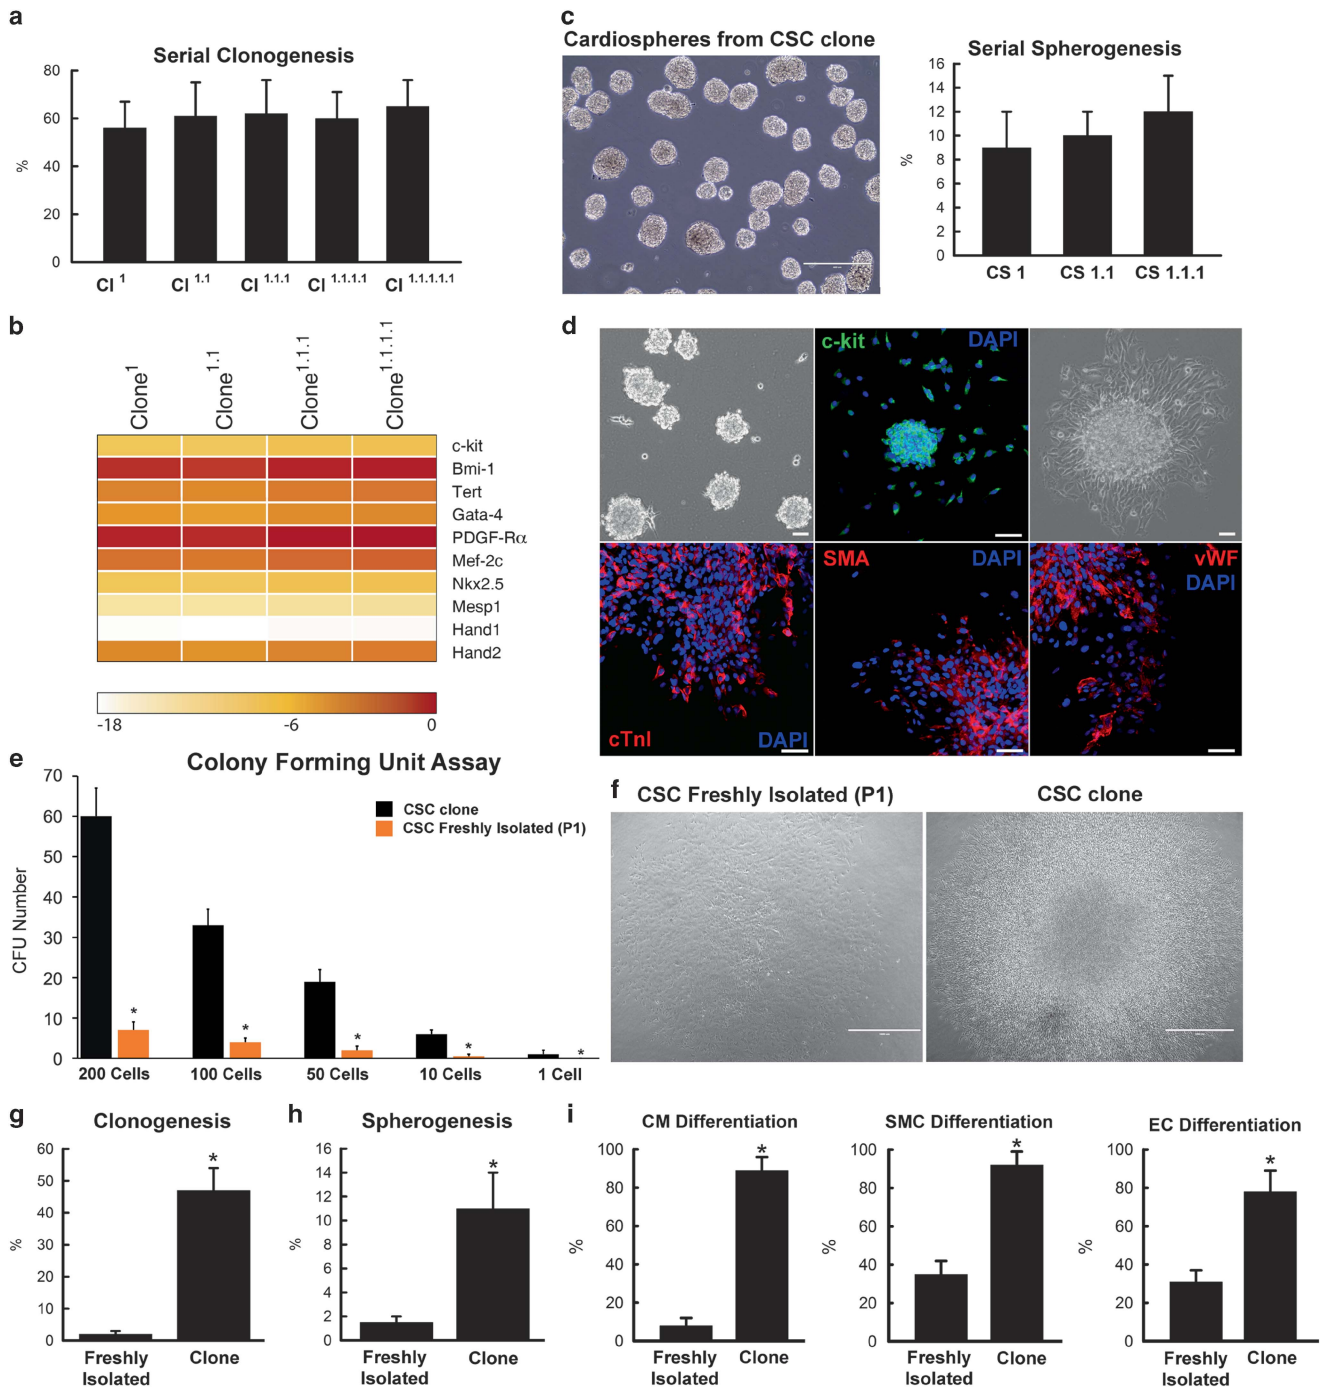 a
Serial Clonogenesis
80
60
40
20
0
%
Cl 1
Cl 1.1
Cl 1.1.1
Cl 1.1.1.1
Cl 1.1.1.1.1
c
Cardiospheres from CSC clone
Serial Spherogenesis
16
14
12
10
8
6
4
2
0
%
CS 1
CS 1.1
CS 1.1.1
b
Clone1
Clone1.1
Clone1.1.1
Clone1.1.1.1
c-kit
Bmi-1
Tert
Gata-4
PDGF-Rα
Mef-2c
Nkx2.5
Mesp1
Hand1
Hand2
-18
-6
0
d
c-kit
DAPI
cTnI
DAPI
SMA
DAPI
vWF
DAPI
e
Colony Forming Unit Assay
CSC clone
CSC Freshly Isolated (P1)
70
60
50
40
30
20
10
0
CFU Number
*
*
*
*
*
200 Cells
100 Cells
50 Cells
10 Cells
1 Cell
f
CSC Freshly Isolated (P1)
CSC clone
g
Clonogenesis
60
50
40
30
20
10
0
%
*
Freshly
Isolated
Clone
h
Spherogenesis
16
14
12
10
8
6
4
2
0
%
*
Freshly
Isolated
Clone
i
CM Differentiation
100
80
60
40
20
0
%
*
Freshly
Isolated
Clone
SMC Differentiation
100
80
60
40
20
0
%
*
Freshly
Isolated
Clone
EC Differentiation
100
80
60
40
20
0
%
*
Freshly
Isolated
Clone